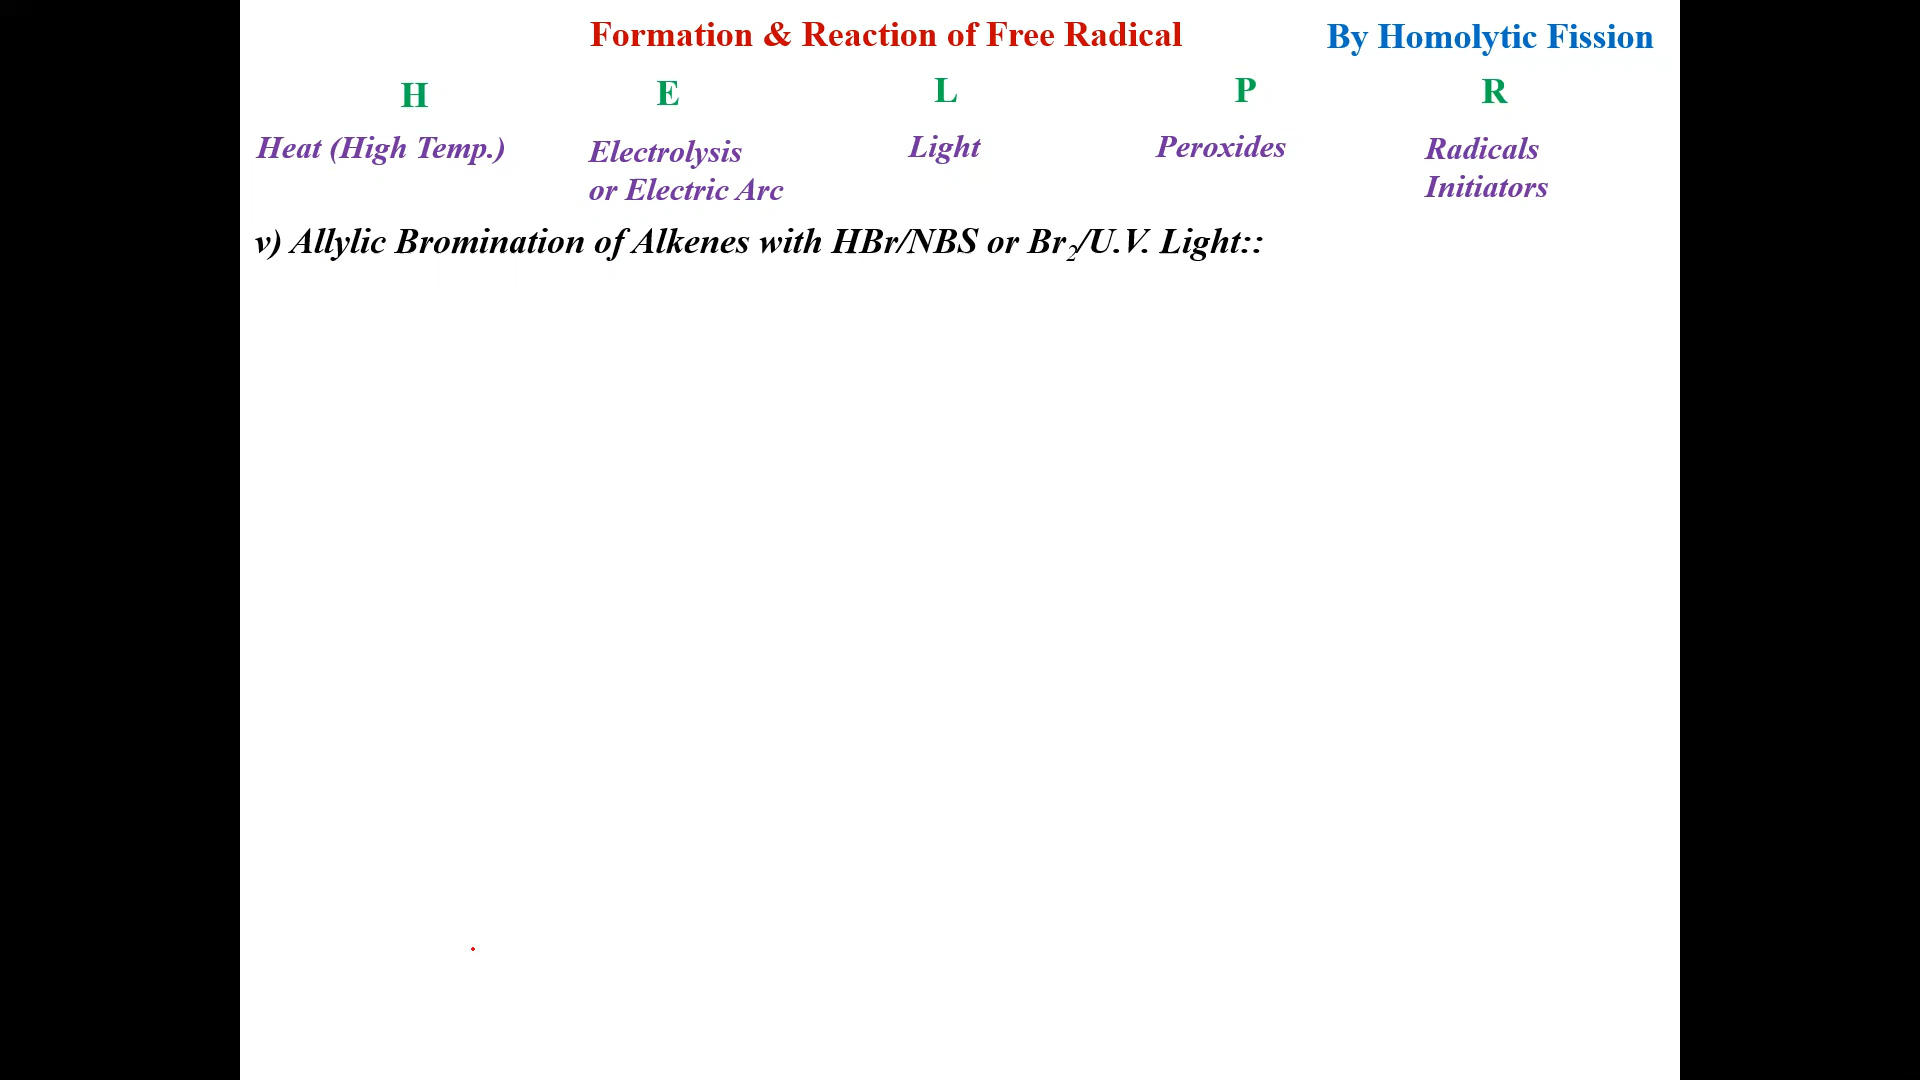 Formation & Reaction of Free Radical By Homolytic Fission
H E L P R
Heat (High Temp.) Electrolysis or Electric Arc Light Peroxides Radicals Initiators
v) Allylic Bromination of Alkenes with HBr/NBS or Br₂/U.V. Light::